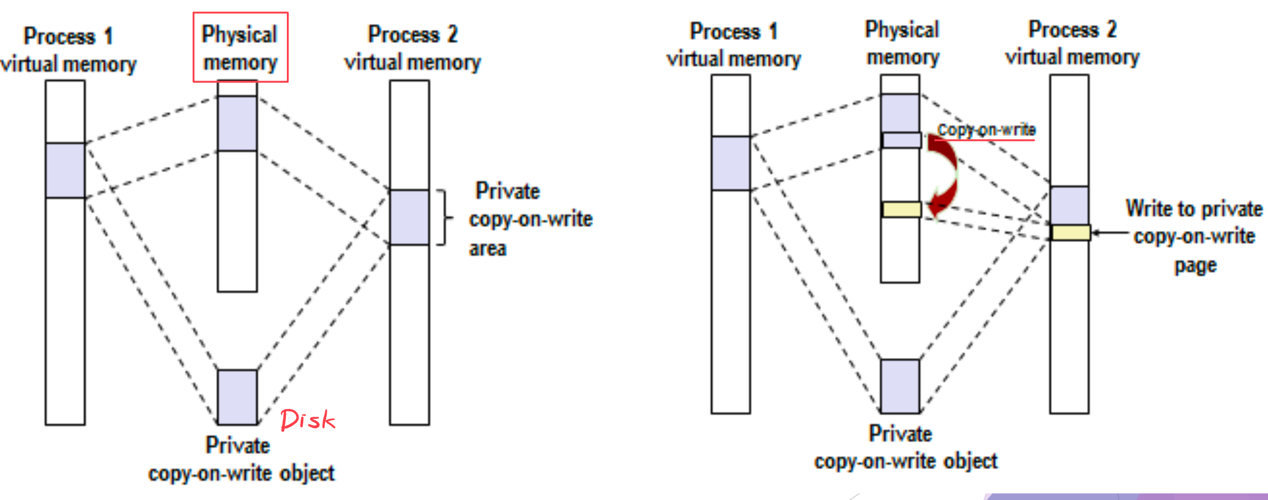 Process 1
virtual memory
Physical
memory
Process 2
virtual memory
Private
copy-on-write
area
Disk
Private
copy-on-write object
Process 1
virtual memory
Physical
memory
Process 2
virtual memory
Copy-on-write
Write to private
copy-on-write
page
Private
copy-on-write object